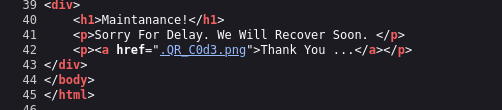 39 <div>
40     <h1>Maintanance!</h1>
41     <p>Sorry For Delay. We Will Recover Soon. </p>
42     <p><a href=".QR_C0d3.png">Thank You ...</a></p>
43 </div>
44 </body>
45 </html>
46